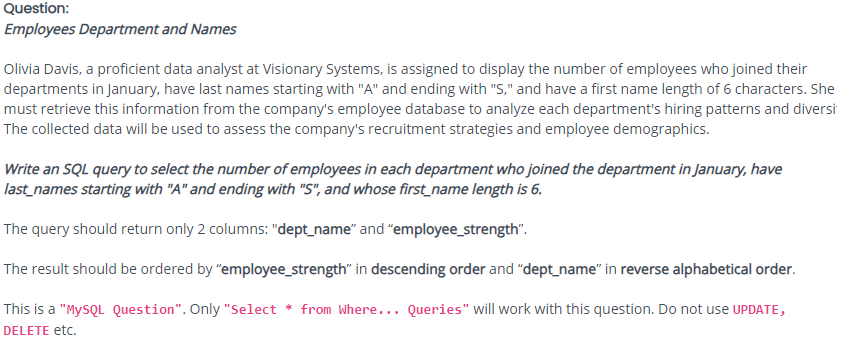 Question:
Employees Department and Names
Olivia Davis, a proficient data analyst at Visionary Systems, is assigned to display the number of employees who joined their
departments in January, have last names starting with "A" and ending with "S," and have a first name length of 6 characters. She
must retrieve this information from the company's employee database to analyze each department's hiring patterns and diversi
The collected data will be used to assess the company's recruitment strategies and employee demographics.
Write an SQL query to select the number of employees in each department who joined the department in January, have
last_names starting with "A" and ending with "S", and whose first_name length is 6.
The query should return only 2 columns: "dept_name” and “employee_strength”.
The result should be ordered by “employee_strength” in descending order and “dept_name” in reverse alphabetical order.
This is a "MySQL Question". Only "Select * from Where... Queries" will work with this question. Do not use UPDATE,
DELETE etc.